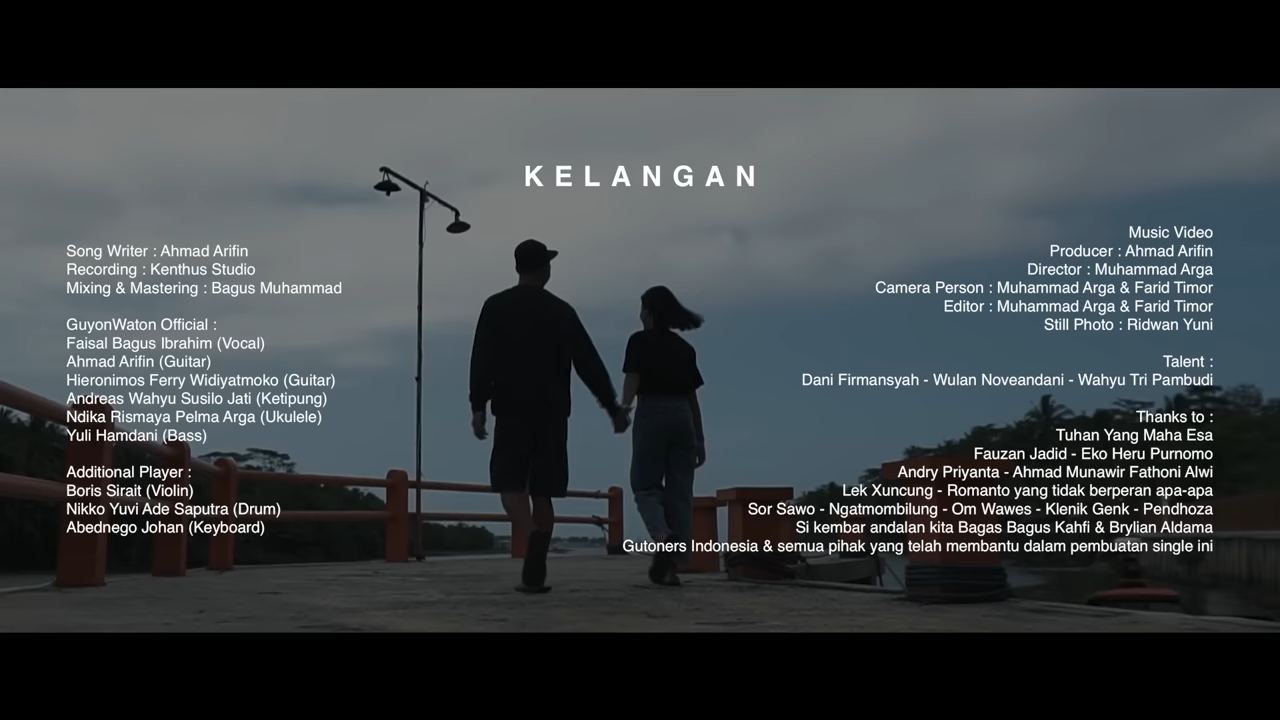 KELANGAN
Song Writer : Ahmad Arifin
Recording : Kenthus Studio
Mixing & Mastering : Bagus Muhammad
GuyonWaton Official :
Faisal Bagus Ibrahim (Vocal)
Ahmad Arifin (Guitar)
Hieronimos Ferry Widiyatmoko (Guitar)
Andreas Wahyu Susilo Jati (Ketipung)
Ndika Rismaya Pelma Arga (Ukulele)
Yuli Hamdani (Bass)
Additional Player :
Boris Sirait (Violin)
Nikko Yuvi Ade Saputra (Drum)
Abednego Johan (Keyboard)
Music Video
Producer : Ahmad Arifin
Director : Muhammad Arga
Camera Person : Muhammad Arga & Farid Timor
Editor : Muhammad Arga & Farid Timor
Still Photo : Ridwan Yuni
Talent :
Dani Firmansyah - Wulan Noveandani - Wahyu Tri Pambudi
Thanks to :
Tuhan Yang Maha Esa
Fauzan Jadid - Eko Heru Purnomo
Andry Priyanta - Ahmad Munawir Fathoni Alwi
Lek Xuncung - Romanto yang tidak berperan apa-apa
Sor Sawo - Ngatmombilung - Om Wawes - Klenik Genk - Pendhoza
Si kembar andalan kita Bagas Bagus Kahfi & Brylian Aldama
Gutoners Indonesia & semua pihak yang telah membantu dalam pembuatan single ini